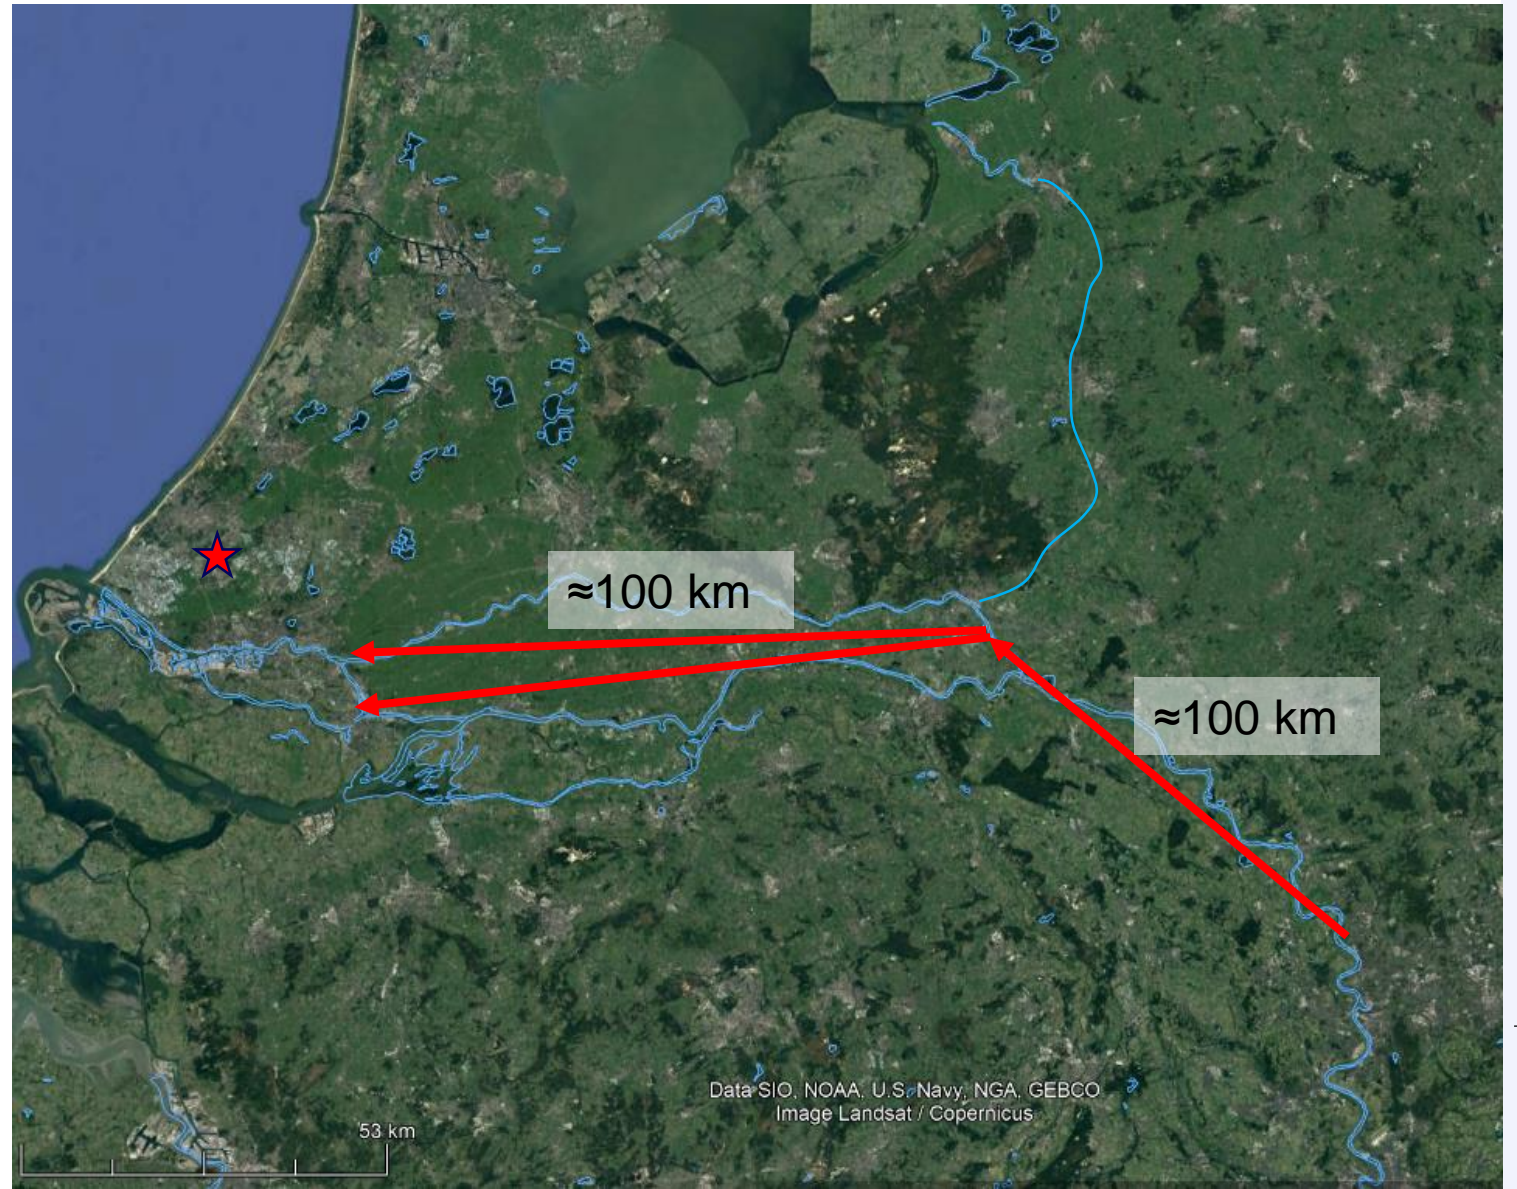 ≈100 km
≈100 km
Data SIO, NOAA, U.S. Navy, NGA, GEBCO
Image Landsat / Copernicus
53 km